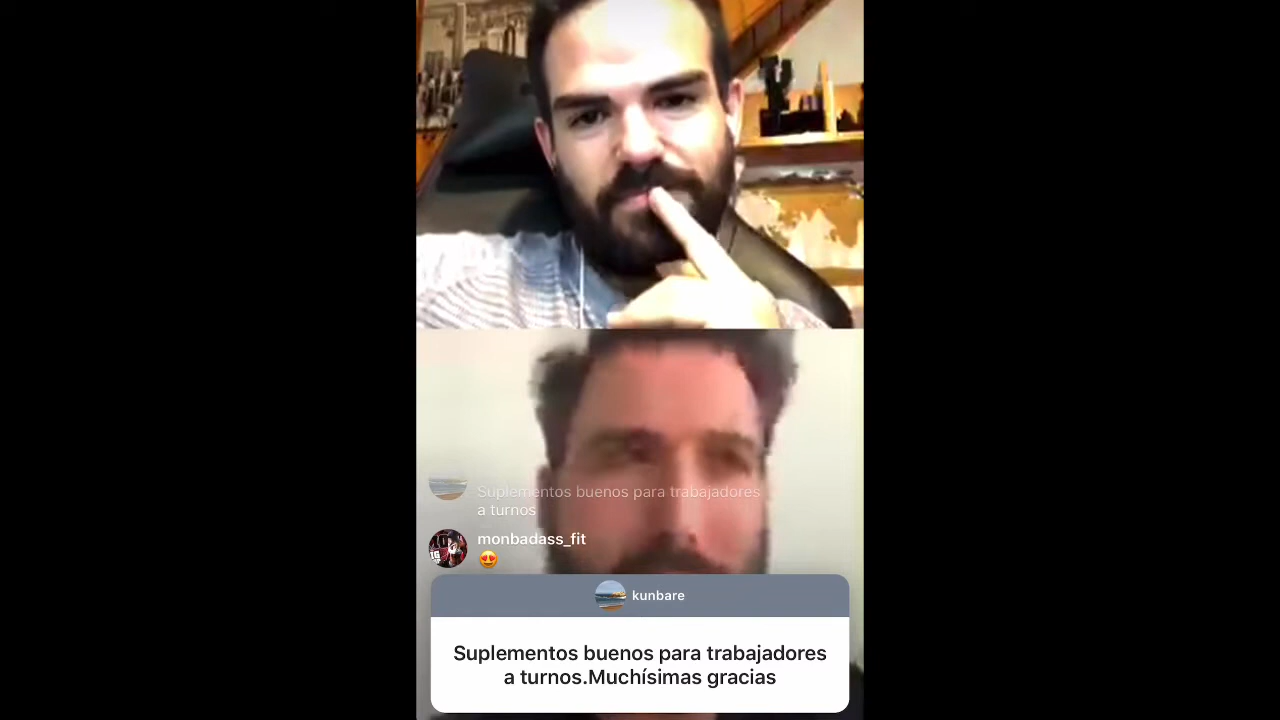 Suplementos buenos para trabajadores
a turnos
monbadass_fit
kunbare
Suplementos buenos para trabajadores
a turnos.Muchísimas gracias